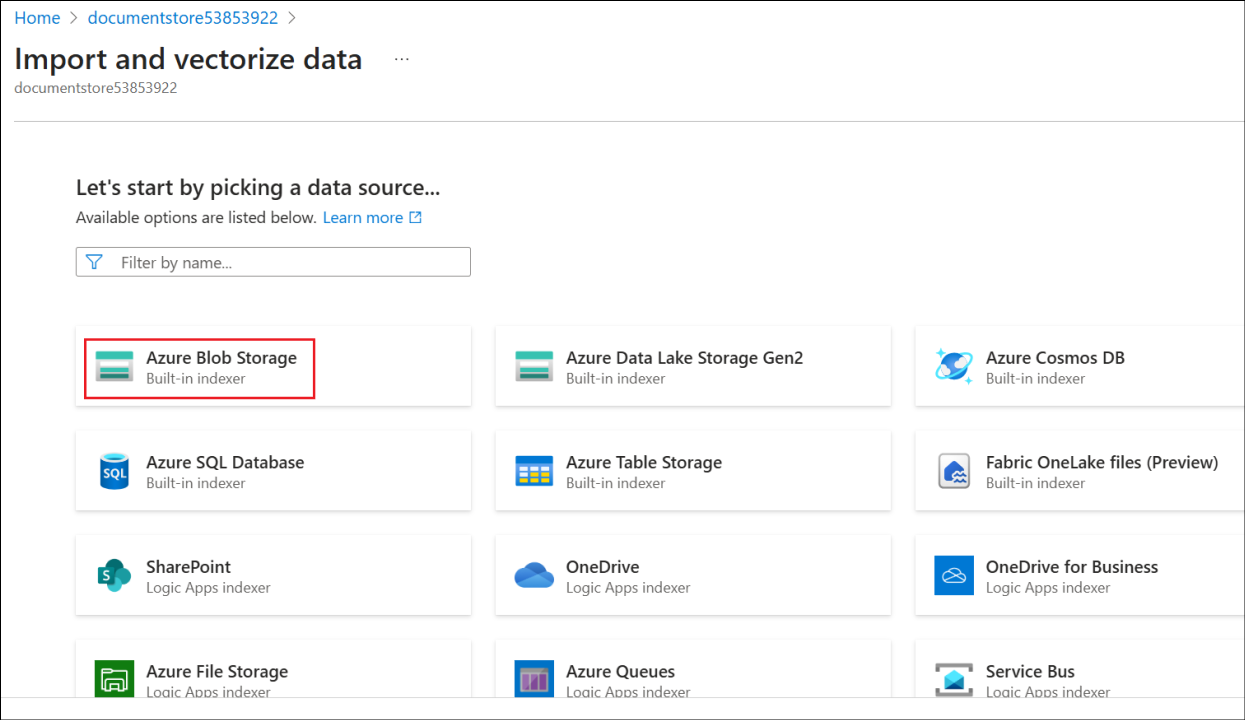 Home > documentstore53853922 >
Import and vectorize data ...
documentstore53853922
Let's start by picking a data source...
Available options are listed below. Learn more
Filter by name...
Azure Blob Storage
Built-in indexer
Azure Data Lake Storage Gen2
Built-in indexer
Azure Cosmos DB
Built-in indexer
SQL
Azure SQL Database
Built-in indexer
Azure Table Storage
Built-in indexer
Fabric OneLake files (Preview)
Built-in indexer
S
SharePoint
Logic Apps indexer
OneDrive
Logic Apps indexer
OneDrive for Business
Logic Apps indexer
Azure File Storage
Logic Apps indexer
Azure Queues
Logic Apps indexer
Service Bus
Logic Apps indexer